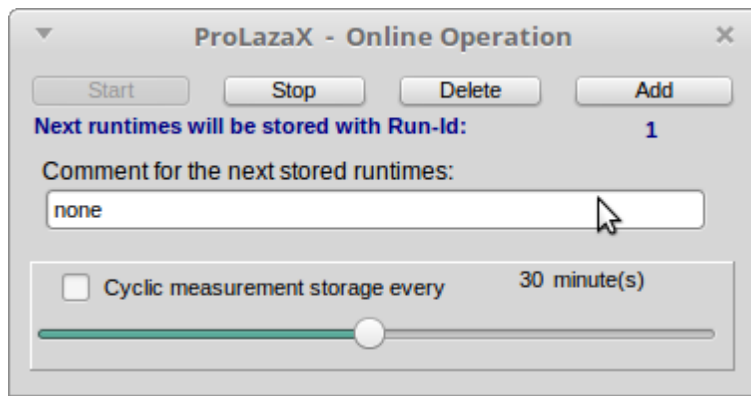 ProLazaX - Online Operation
Start Stop Delete Add
Next runtimes will be stored with Run-Id: 1
Comment for the next stored runtimes:
none
Cyclic measurement storage every 30 minute(s)